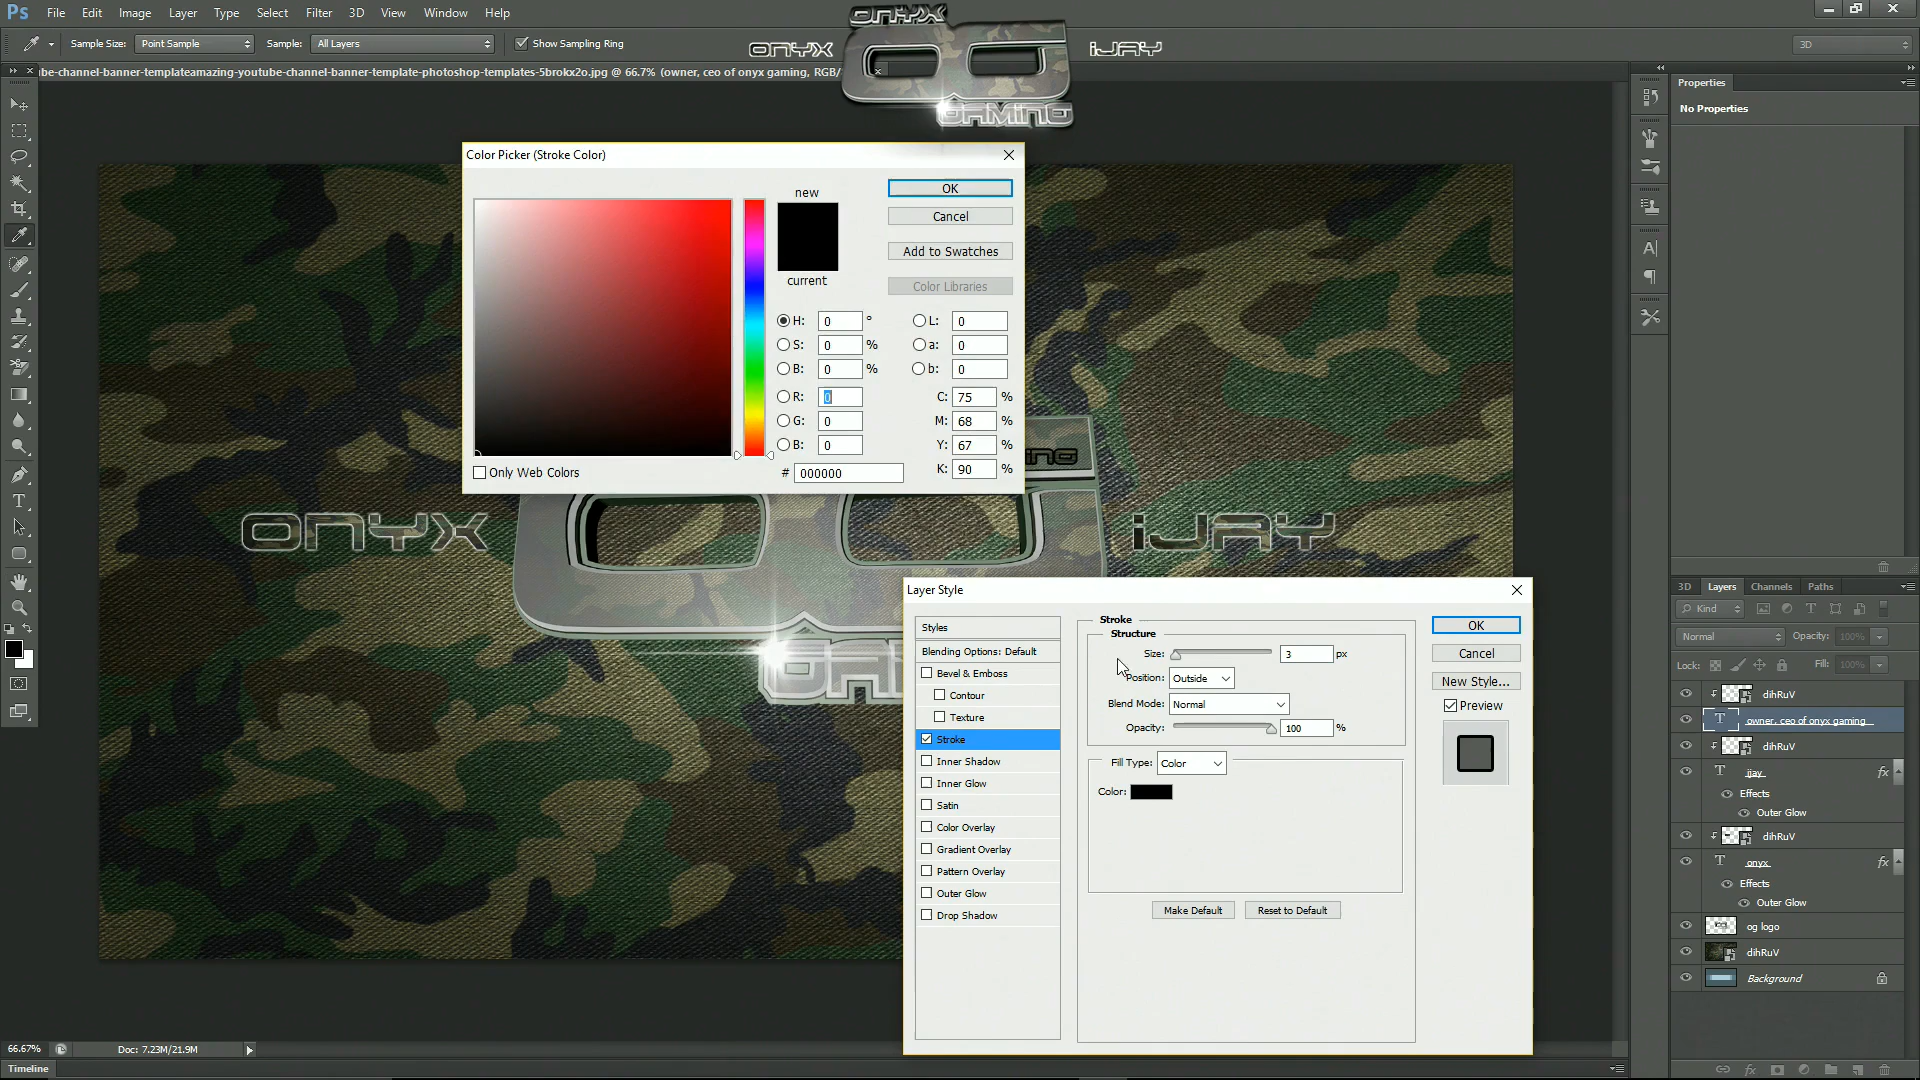 Ps File Edit Image Layer Type Select Filter 3D View Window Help
Sample Size: Point Sample Sample: All Layers Show Sampling Ring 3D
ONYX ONYX iJAY
GAMING
be-channel-banner-templateamazing-youtube-channel-banner-template-photoshop-templates-5brokx2o.jpg @ 66.7% (owner, ceo of onyx gaming, RGB/
Properties
No Properties
Color Picker (Stroke Color)
new
current
OK
Cancel
Add to Swatches
Color Libraries
H: 0 ° L: 0
S: 0 % a: 0
B: 0 % b: 0
R: 0 C: 75 %
G: 0 M: 68 %
B: 0 Y: 67 %
K: 90 %
Only Web Colors # 000000
ONYX iJAY
Layer Style
Styles
Blending Options: Default
Bevel & Emboss
Contour
Texture
Stroke
Inner Shadow
Inner Glow
Satin
Color Overlay
Gradient Overlay
Pattern Overlay
Outer Glow
Drop Shadow
Stroke
Structure
Size: 3 px
Position: Outside
Blend Mode: Normal
Opacity: 100 %
Fill Type: Color
Color:
Make Default Reset to Default
OK
Cancel
New Style...
Preview
3D Layers Channels Paths
Kind
Normal Opacity: 100%
Lock: Fill: 100%
dihRuV
owner, ceo of onyx gaming
dihRuV
ijay fx
Effects
Outer Glow
dihRuV
onyx fx
Effects
Outer Glow
og logo
dihRuV
Background
66.67% Doc: 7.23M/21.9M
Timeline